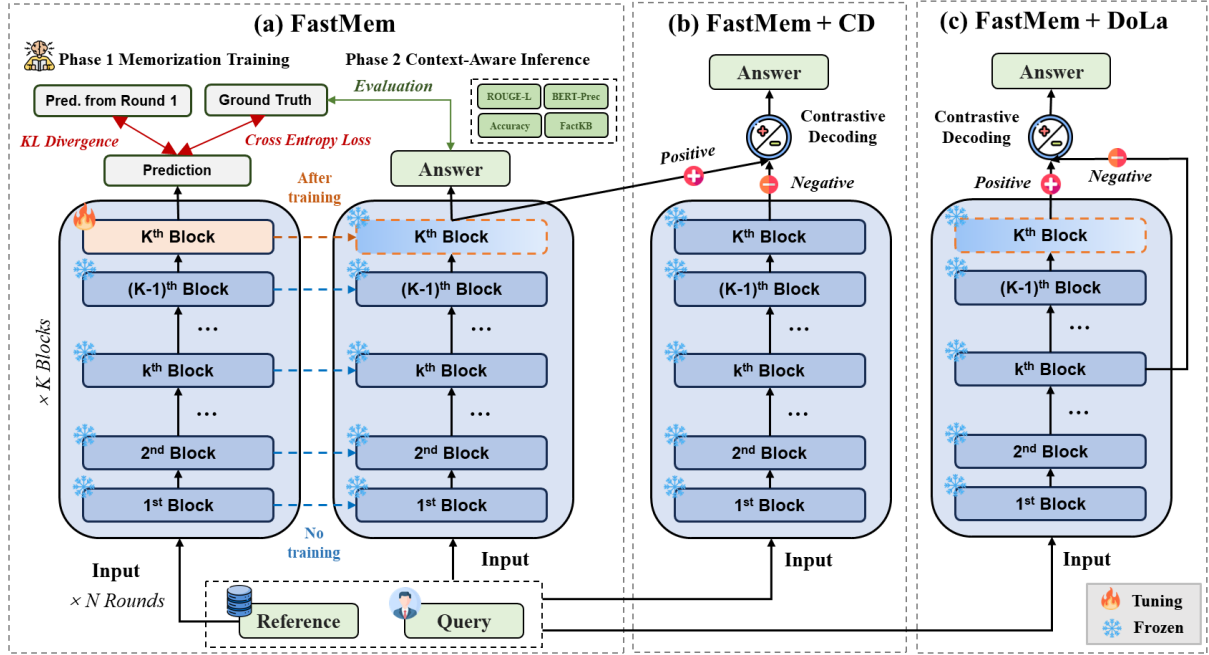 (a) FastMem
Phase 1 Memorization Training
Phase 2 Context-Aware Inference
Pred. from Round 1
Ground Truth
Evaluation
ROUGE-L
BERT-Prec
Accuracy
FactKB
KL Divergence
Cross Entropy Loss
Prediction
Answer
After
training
Kth Block
Kth Block
(K-1)th Block
(K-1)th Block
...
...
kth Block
kth Block
...
...
2nd Block
2nd Block
1st Block
1st Block
× K Blocks
No
training
Input
× N Rounds
Input
Reference
Query
(b) FastMem + CD
Answer
Contrastive
Decoding
Positive
Negative
Kth Block
(K-1)th Block
...
kth Block
...
2nd Block
1st Block
Input
(c) FastMem + DoLa
Answer
Contrastive
Decoding
Positive
Negative
Kth Block
(K-1)th Block
...
kth Block
...
2nd Block
1st Block
Input
Tuning
Frozen